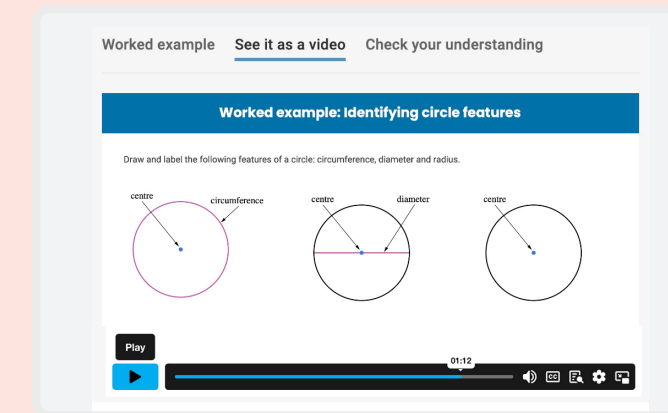 Worked example See it as a video Check your understanding
Worked example: Identifying circle features
Draw and label the following features of a circle: circumference, diameter and radius.
centre circumference centre diameter centre
Play
01:12
CC